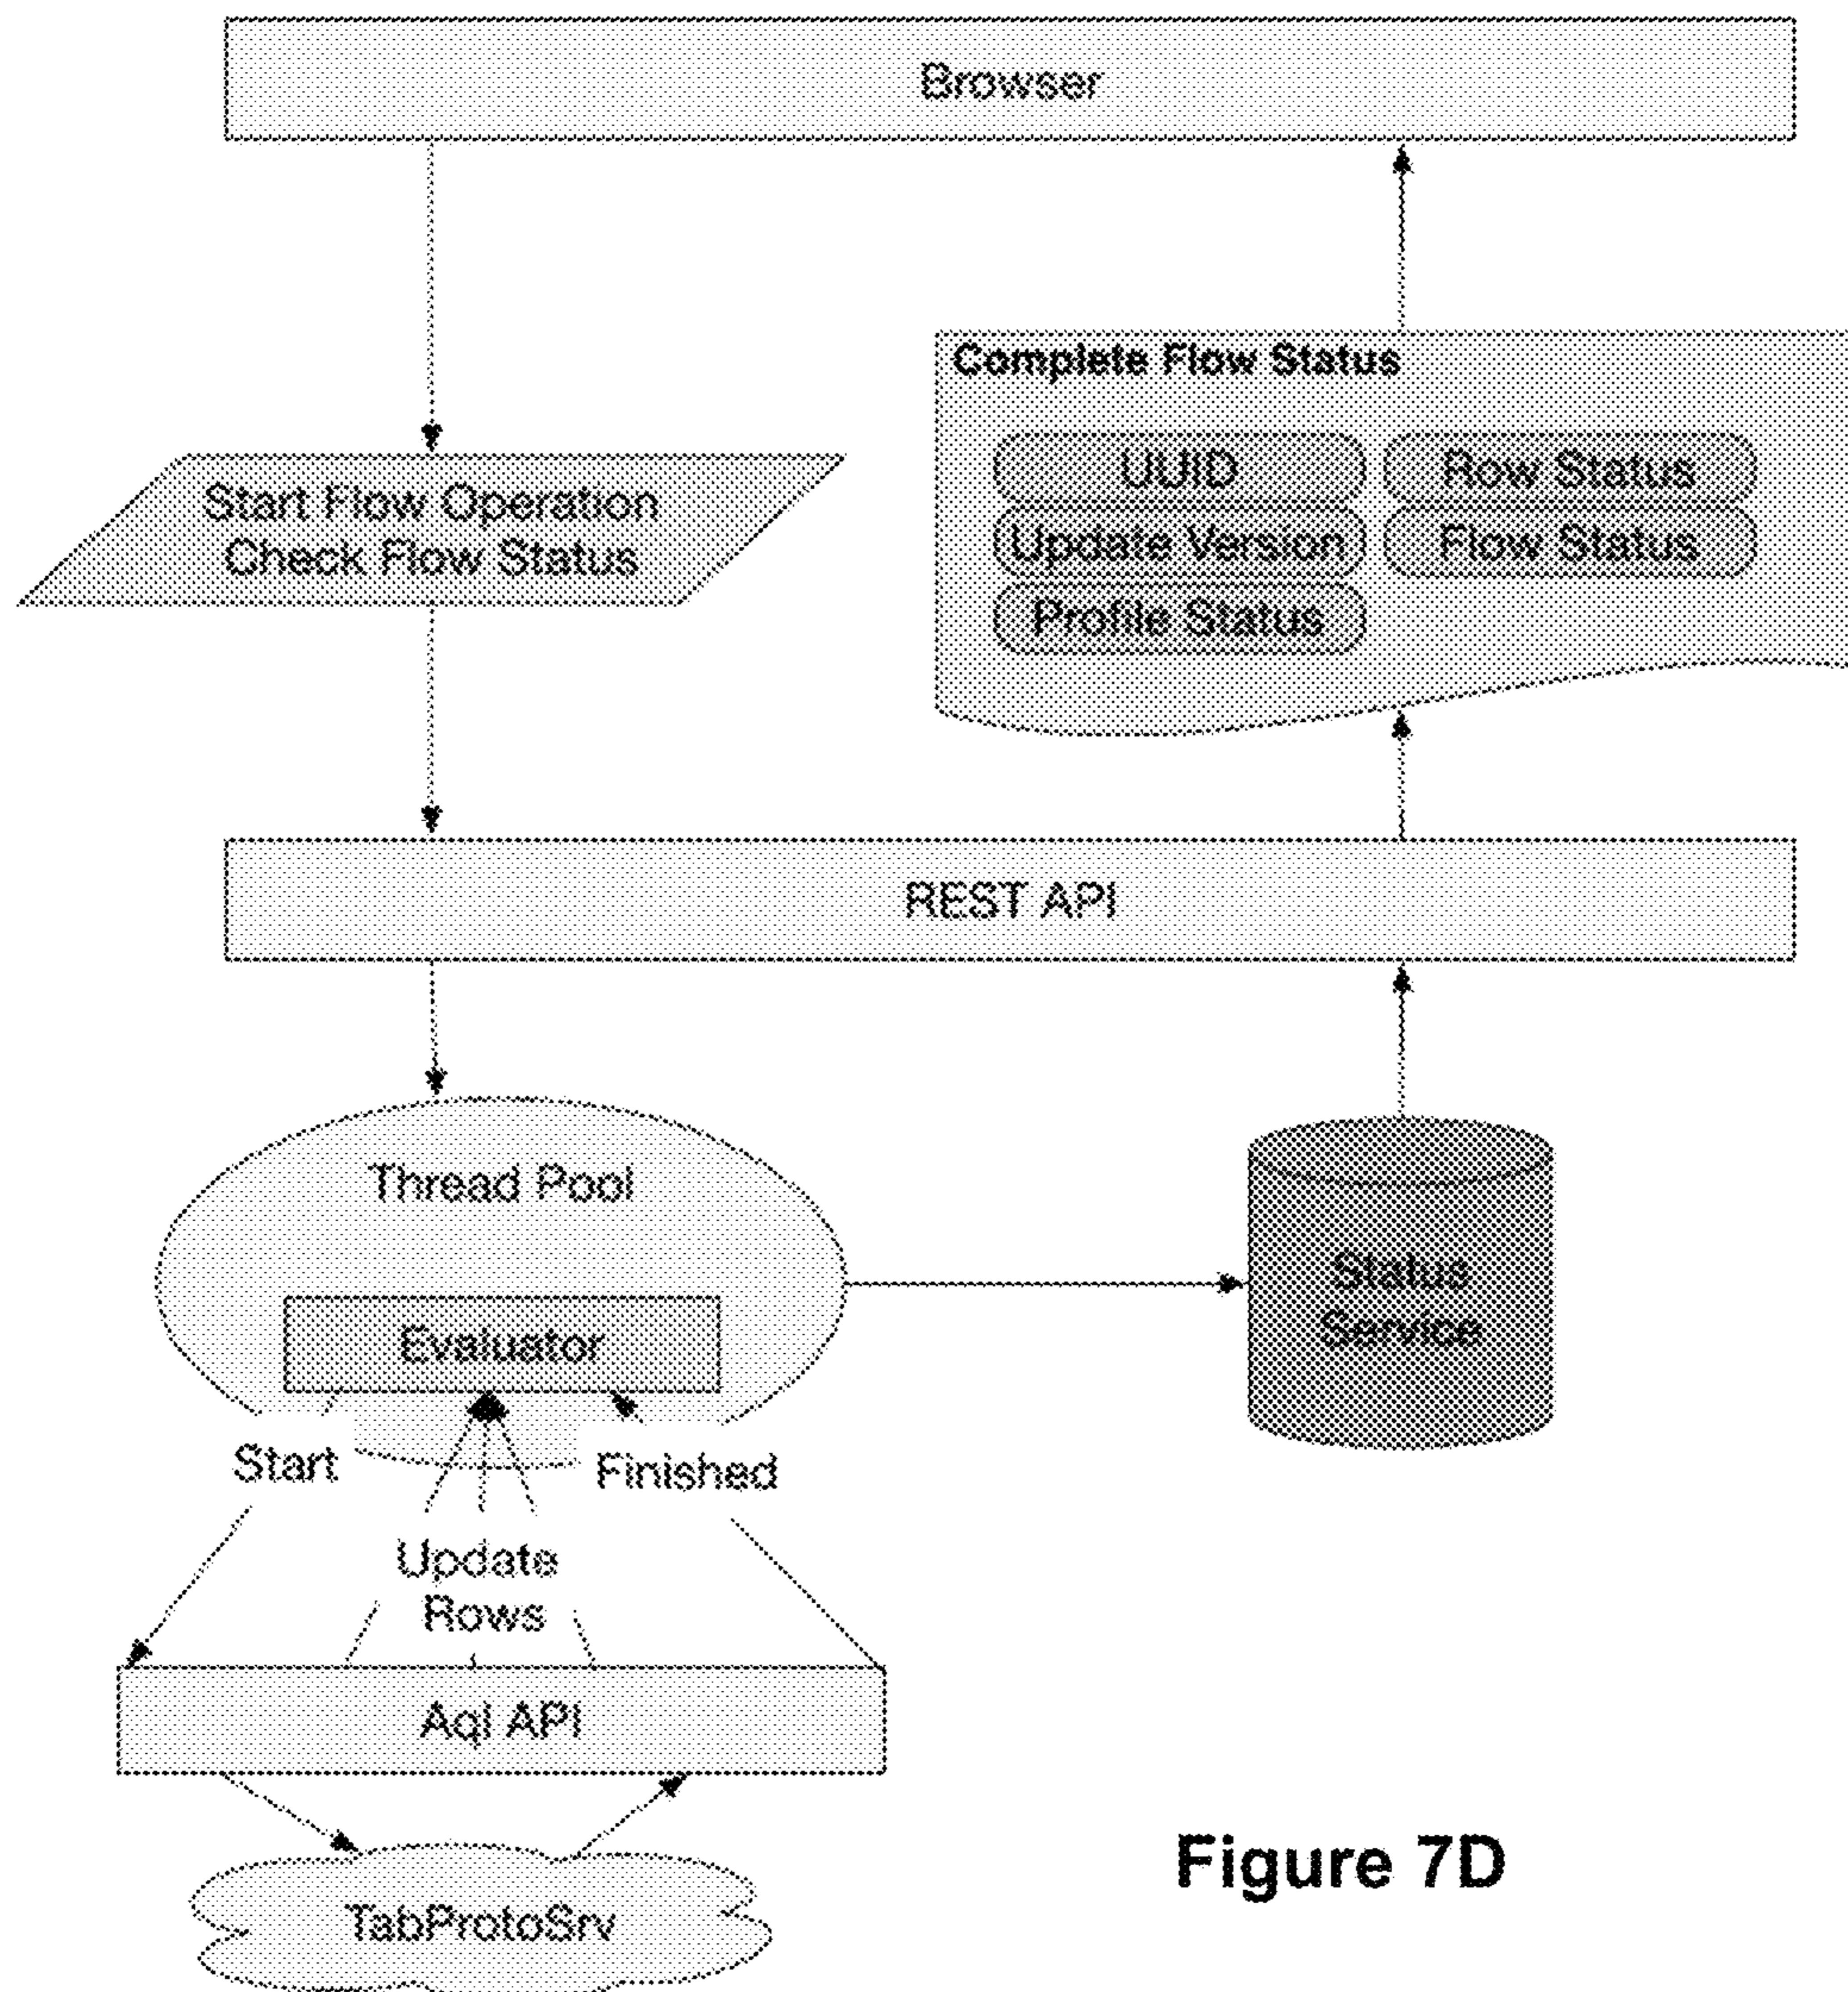 Browser
Complete Flow Status
Start Flow Operation
Check Flow Status
UUID
Row Status
Update Version
Flow Status
Profile Status
REST API
Thread Pool
Evaluator
Status
Service
Start
Finished
Update
Rows
Aql API
TabProtoSrv
Figure 7D